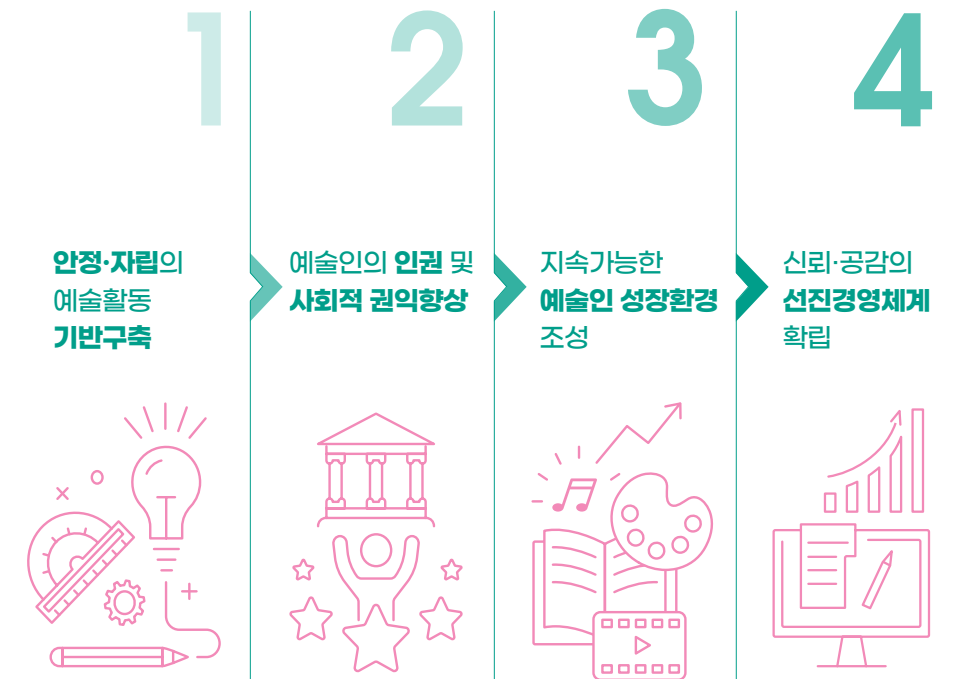 1
안정·자립의
예술활동
기반구축
2
예술인의 인권 및
사회적 권익향상
3
지속가능한
예술인 성장환경
조성
4
신뢰·공감의
선진경영체계
확립